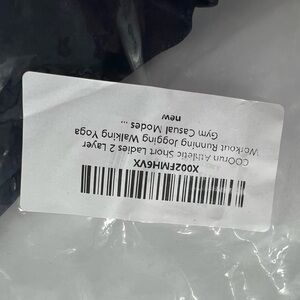 X002FMH6VX
COOrun Athletic Short Ladies 2 Layer
Workout Running Jogging Walking Yoga
Gym Casual Modes ...
new